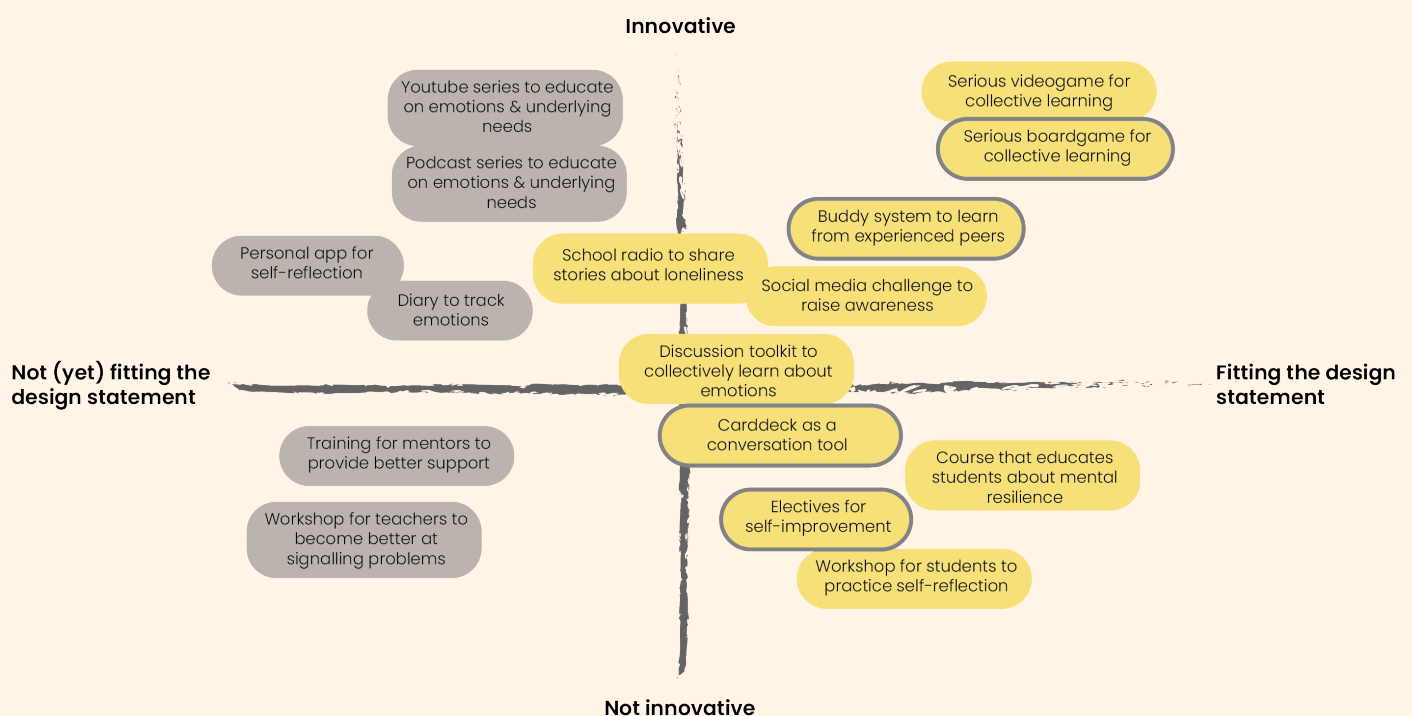 Innovative
Youtube series to educate
on emotions & underlying
needs
Serious videogame for
collective learning
Serious boardgame for
collective learning
Podcast series to educate
on emotions & underlying
needs
Buddy system to learn
from experienced peers
Personal app for
self-reflection
School radio to share
stories about loneliness
Social media challenge to
raise awareness
Diary to track
emotions
Discussion toolkit to
collectively learn about
emotions
Not (yet) fitting the
design statement
Fitting the design
statement
Carddeck as a
conversation tool
Training for mentors to
provide better support
Course that educates
students about mental
resilience
Electives for
self-improvement
Workshop for teachers to
become better at
signalling problems
Workshop for students to
practice self-reflection
Not innovative